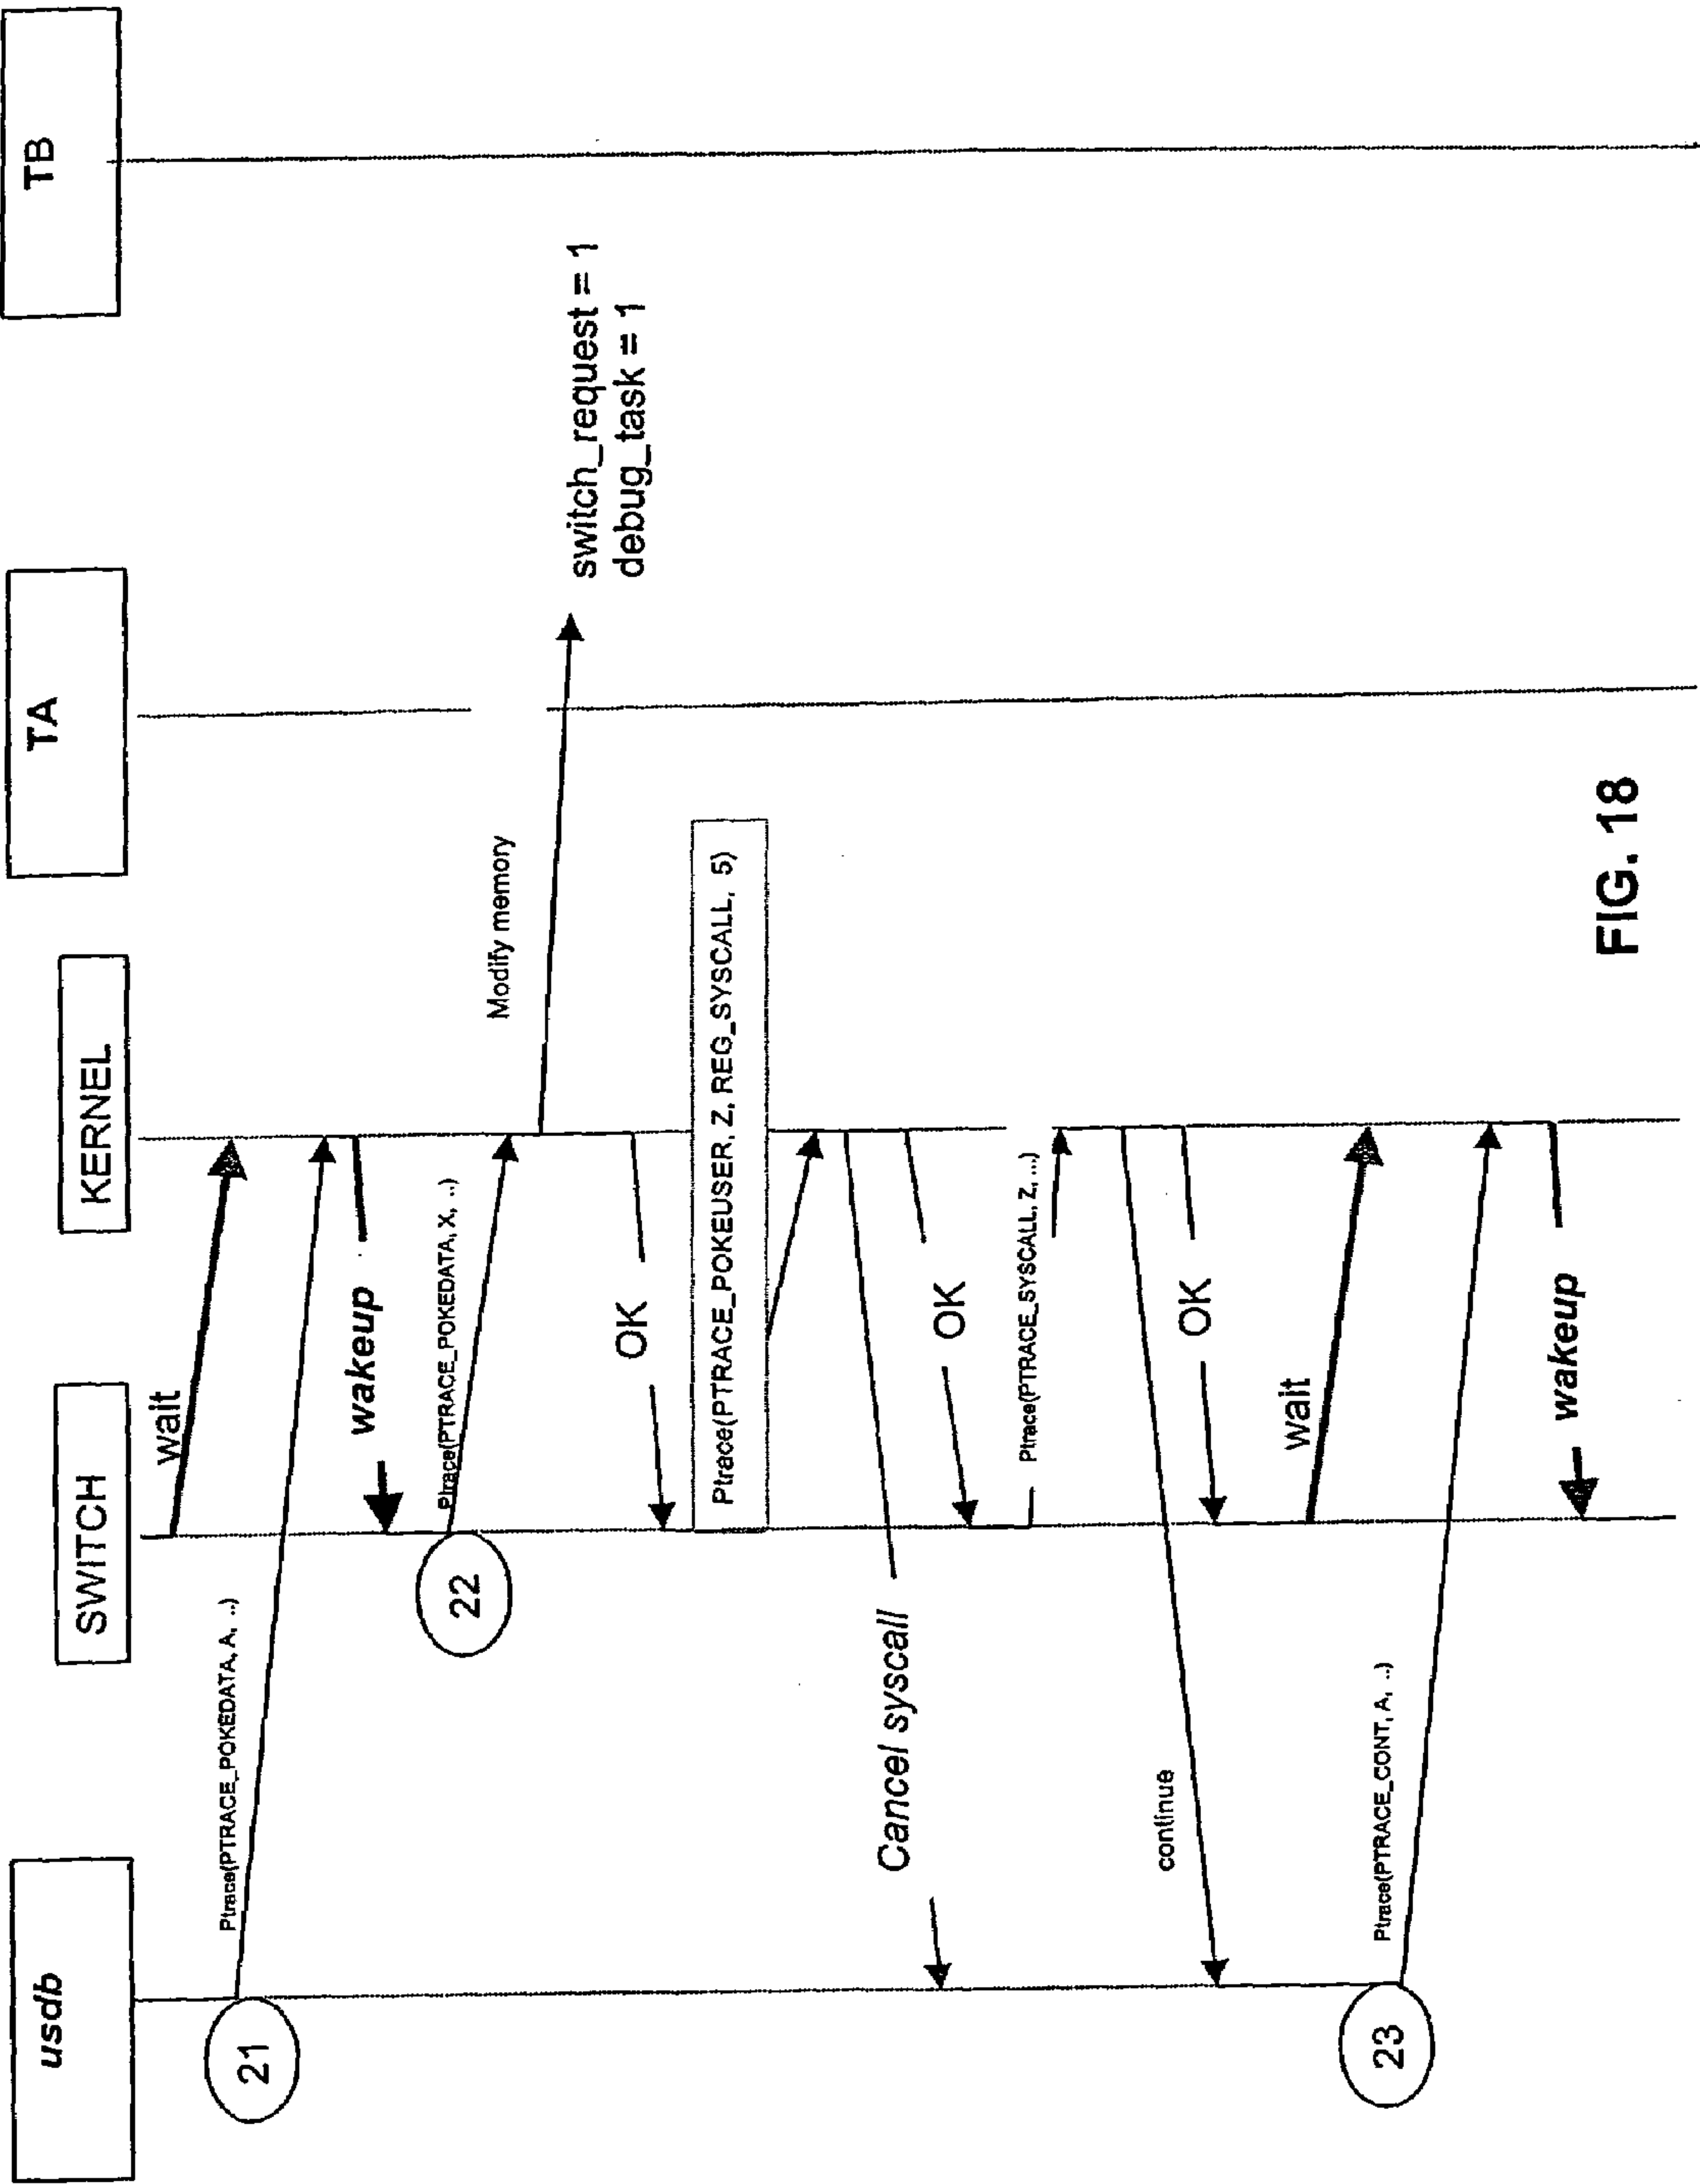 usdb
SWITCH
KERNEL
TA
TB
wait
21
Ptrace(PTRACE_POKEDATA, A, ..)
wakeup
22
Ptrace(PTRACE_POKEDATA, X, ..)
Modify memory
switch_request = 1
debug_task = 1
OK
Ptrace(PTRACE_POKEUSER, Z, REG_SYSCALL, 5)
Cancel syscall
OK
Ptrace(PTRACE_SYSCALL, Z, ...)
continue
OK
wait
23
Ptrace(PTRACE_CONT, A, ..)
wakeup
FIG. 18